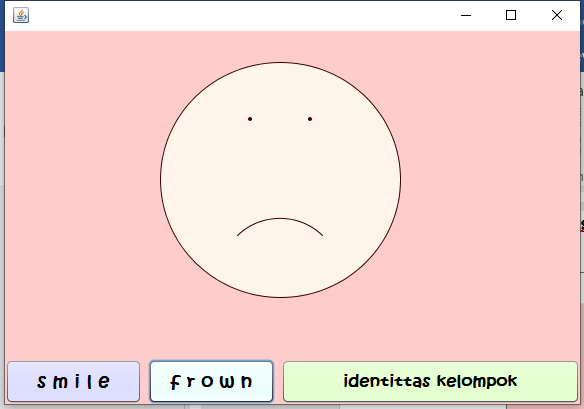 s m i l e
f r o w n
identittas kelompok